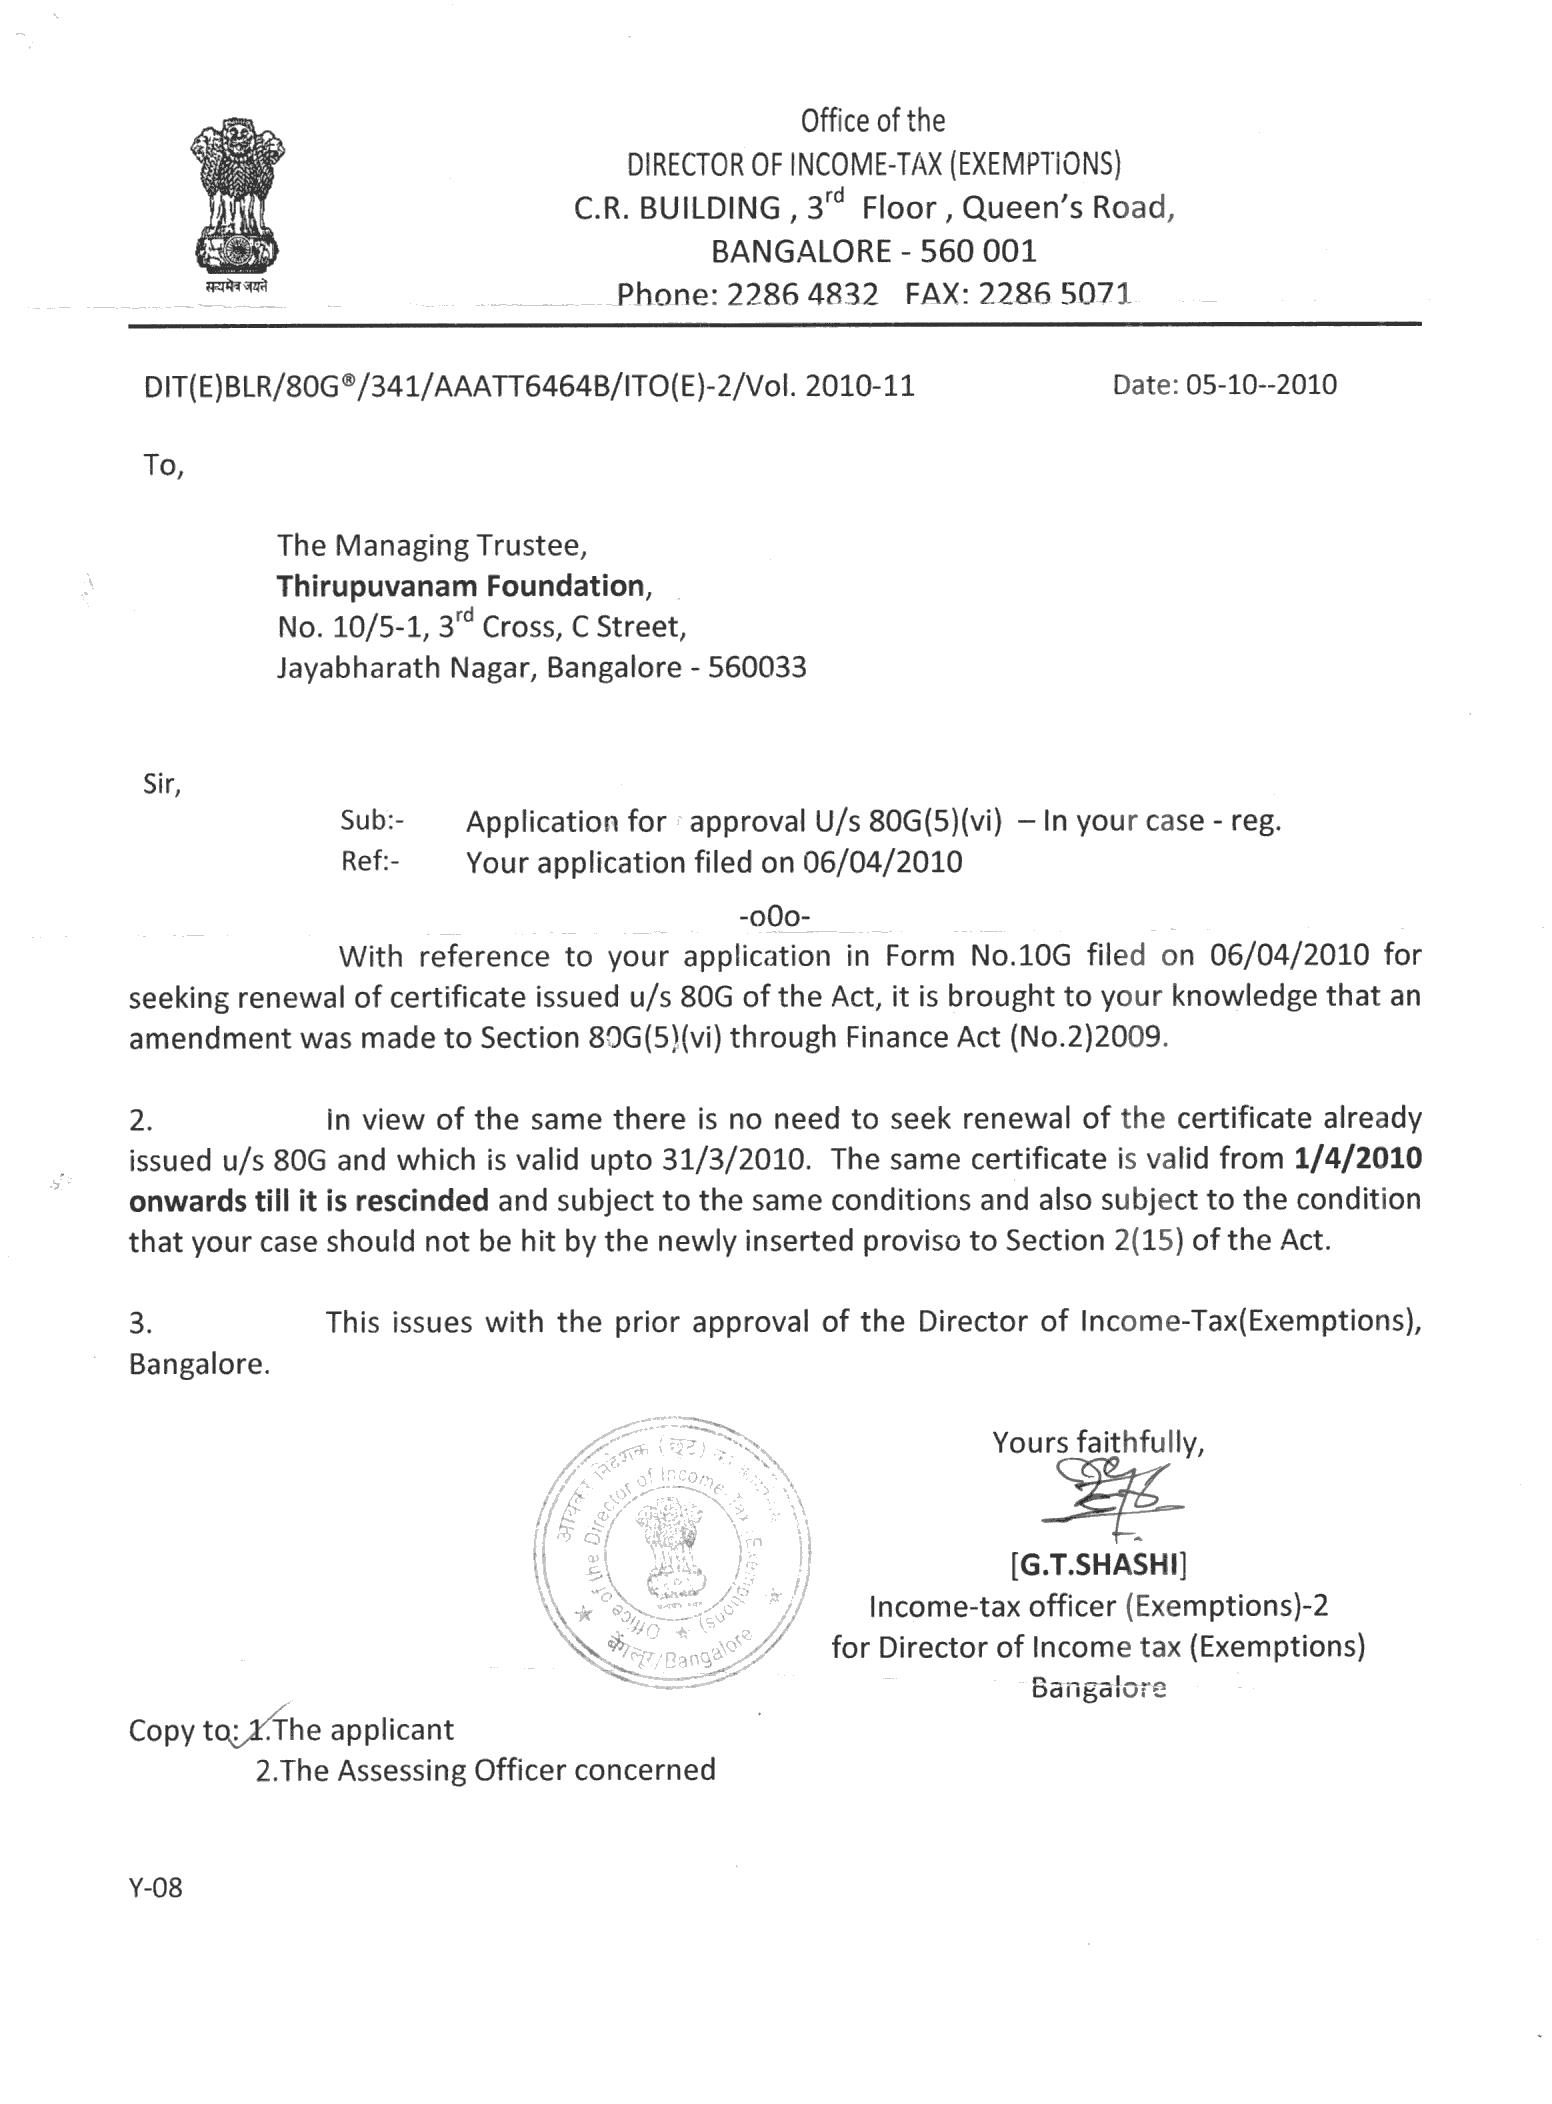 Office of the
DIRECTOR OF INCOME-TAX (EXEMPTIONS)
C.R. BUILDING , 3rd Floor , Queen's Road,
BANGALORE - 560 001
Phone: 2286 4832 FAX: 2286 5071
सत्यमेव जयते
DIT(E)BLR/80G®/341/AAATT6464B/ITO(E)-2/Vol. 2010-11 Date: 05-10--2010
To,
The Managing Trustee,
Thirupuvanam Foundation,
No. 10/5-1, 3rd Cross, C Street,
Jayabharath Nagar, Bangalore - 560033
Sir,
Sub:- Application for approval U/s 80G(5)(vi) – In your case - reg.
Ref:- Your application filed on 06/04/2010
-o0o-
With reference to your application in Form No.10G filed on 06/04/2010 for
seeking renewal of certificate issued u/s 80G of the Act, it is brought to your knowledge that an
amendment was made to Section 80G(5)(vi) through Finance Act (No.2)2009.
2. In view of the same there is no need to seek renewal of the certificate already
issued u/s 80G and which is valid upto 31/3/2010. The same certificate is valid from 1/4/2010
onwards till it is rescinded and subject to the same conditions and also subject to the condition
that your case should not be hit by the newly inserted proviso to Section 2(15) of the Act.
3. This issues with the prior approval of the Director of Income-Tax(Exemptions),
Bangalore.
Yours faithfully,
[G.T.SHASHI]
Income-tax officer (Exemptions)-2
for Director of Income tax (Exemptions)
Bangalore
आयकर निदेशक (छूट) का
Office of the Director of Income-Tax (Exemptions)
/Bangalore
Copy to: 1.The applicant
2.The Assessing Officer concerned
Y-08